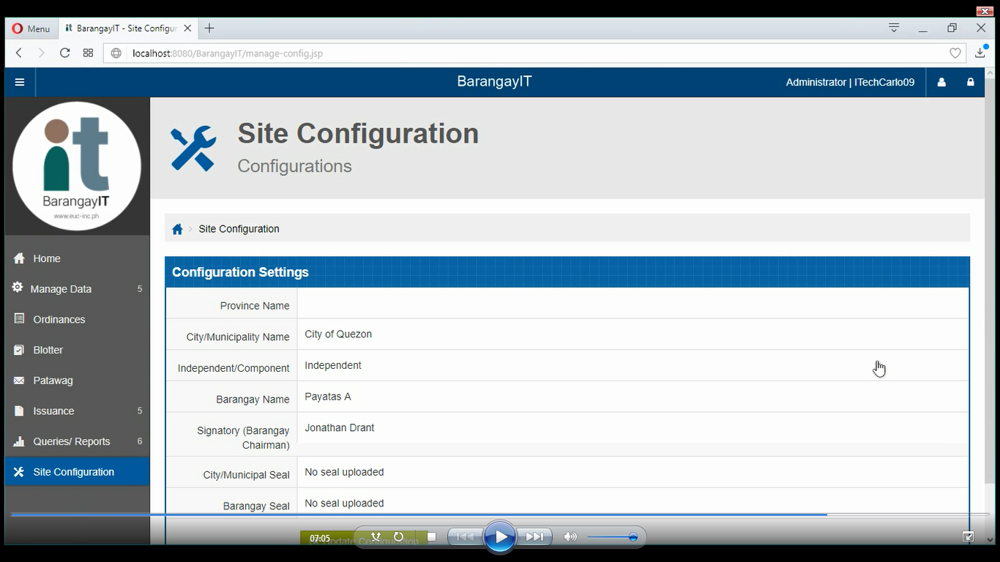 Menu
BarangayIT - Site Configur
localhost:8080/BarangayIT/manage-config.jsp
BarangayIT
Administrator | ITechCarlo09
it
BarangayIT
www.euc-inc.ph
Site Configuration
Configurations
Site Configuration
Home
Manage Data 5
Ordinances
Blotter
Patawag
Issuance 5
Queries/ Reports 6
Site Configuration
Configuration Settings
Province Name
City/Municipality Name City of Quezon
Independent/Component Independent
Barangay Name Payatas A
Signatory (Barangay Jonathan Drant
Chairman)
City/Municipal Seal No seal uploaded
Barangay Seal No seal uploaded
Update Configuration
07:05